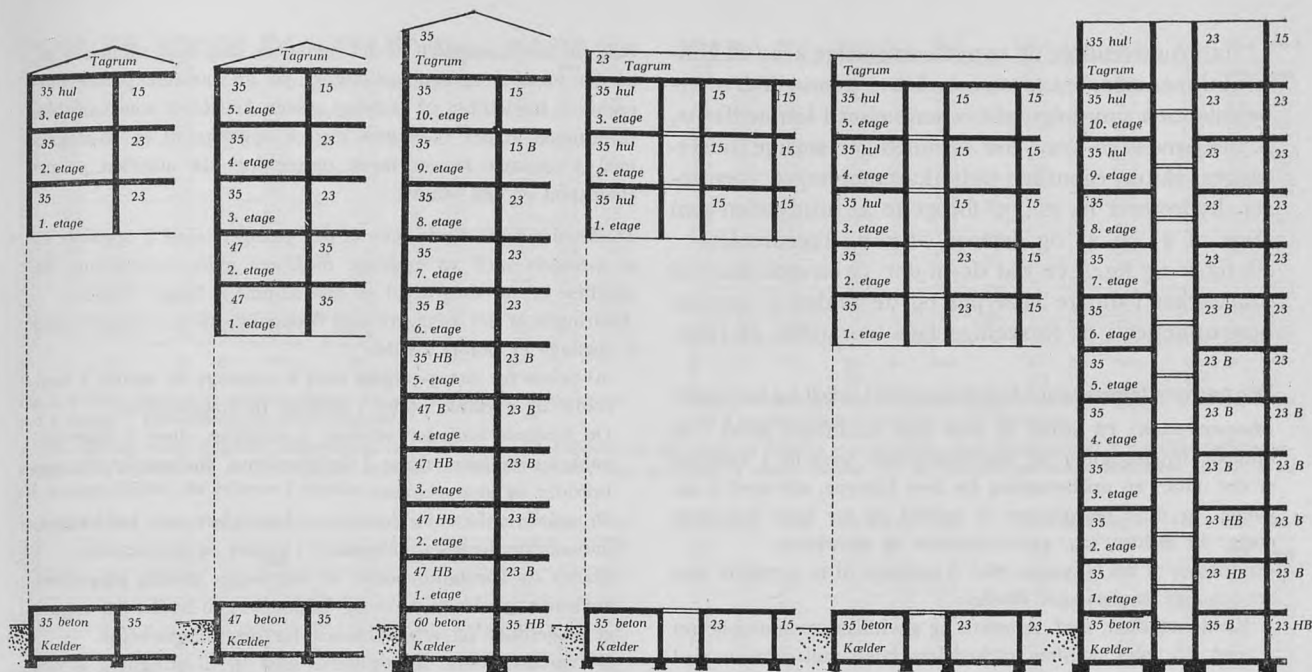 Tagrum
35 hul 15
3. etage
35 23
2. etage
35 23
1. etage
35 beton 35
Kælder
Tagrum
35 15
5. etage
35 23
4. etage
35 23
3. etage
47 35
2. etage
47 35
1. etage
47 beton 35
Kælder
35
Tagrum
35 15
10. etage
35 15 B
9. etage
35 23
8. etage
35 23
7. etage
35 B 23
6. etage
35 HB 23 B
5. etage
47 B 23 B
4. etage
47 HB 23 B
3. etage
47 HB 23 B
2. etage
47 HB 23 B
1. etage
60 beton 35 HB
Kælder
23
Tagrum
35 hul 15 15
3. etage
35 hul 15 15
2. etage
35 hul 15 15
1. etage
35 beton 23 15
Kælder
Tagrum
35 hul 15 15
5. etage
35 hul 15 15
4. etage
35 hul 15 15
3. etage
35 23 15
2. etage
35 23 15
1. etage
35 beton 23 23
Kælder
35 hul 23 15
Tagrum
35 hul 23 23
10. etage
35 hul 23 23
9. etage
35 23 23
8. etage
35 23 23
7. etage
35 23 23
6. etage
35 23 B 23 B
5. etage
35 23 B 23 B
4. etage
35 23 B 23 B
3. etage
35 23 HB 23 B
2. etage
35 23 HB 23 B
1. etage
35 beton 35 B 23 HB
Kælder